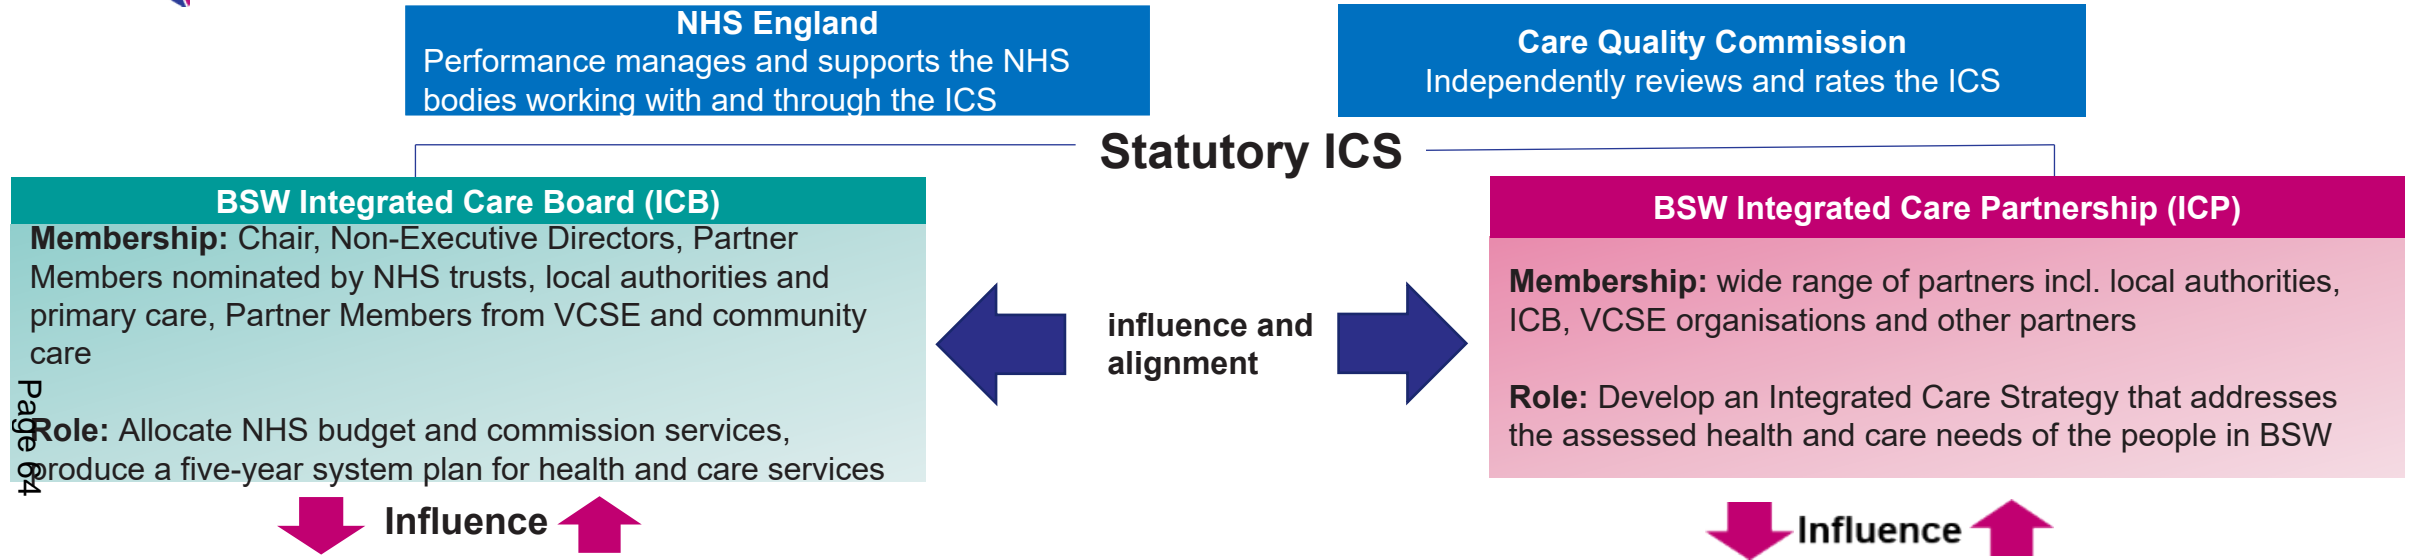 NHS England
Performance manages and supports the NHS
bodies working with and through the ICS
Care Quality Commission
Independently reviews and rates the ICS
Statutory ICS
BSW Integrated Care Board (ICB)
Membership: Chair, Non-Executive Directors, Partner
Members nominated by NHS trusts, local authorities and
primary care, Partner Members from VCSE and community
care
Role: Allocate NHS budget and commission services,
produce a five-year system plan for health and care services
influence and
alignment
BSW Integrated Care Partnership (ICP)
Membership: wide range of partners incl. local authorities,
ICB, VCSE organisations and other partners
Role: Develop an Integrated Care Strategy that addresses
the assessed health and care needs of the people in BSW
Influence
Influence
Page 64